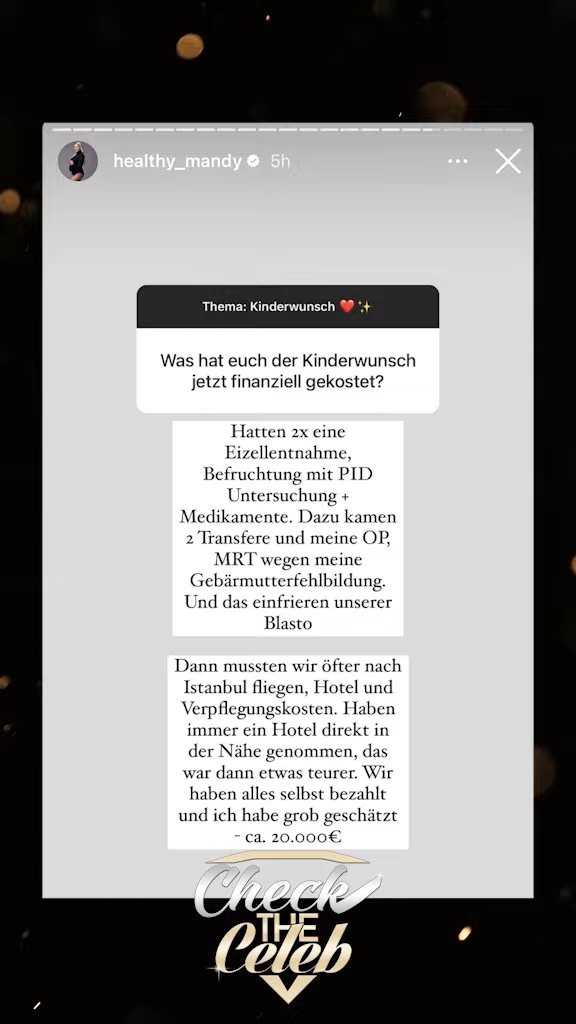 healthy_mandy 5h
Thema: Kinderwunsch ❤️✨
Was hat euch der Kinderwunsch
jetzt finanziell gekostet?
Hatten 2x eine
Eizellentnahme,
Befruchtung mit PID
Untersuchung +
Medikamente. Dazu kamen
2 Transfere und meine OP,
MRT wegen meine
Gebärmutterfehlbildung.
Und das einfrieren unserer
Blasto
Dann mussten wir öfter nach
Istanbul fliegen, Hotel und
Verpflegungskosten. Haben
immer ein Hotel direkt in
der Nähe genommen, das
war dann etwas teurer. Wir
haben alles selbst bezahlt
und ich habe grob geschätzt
- ca. 20.000€
Check
THE
Celeb